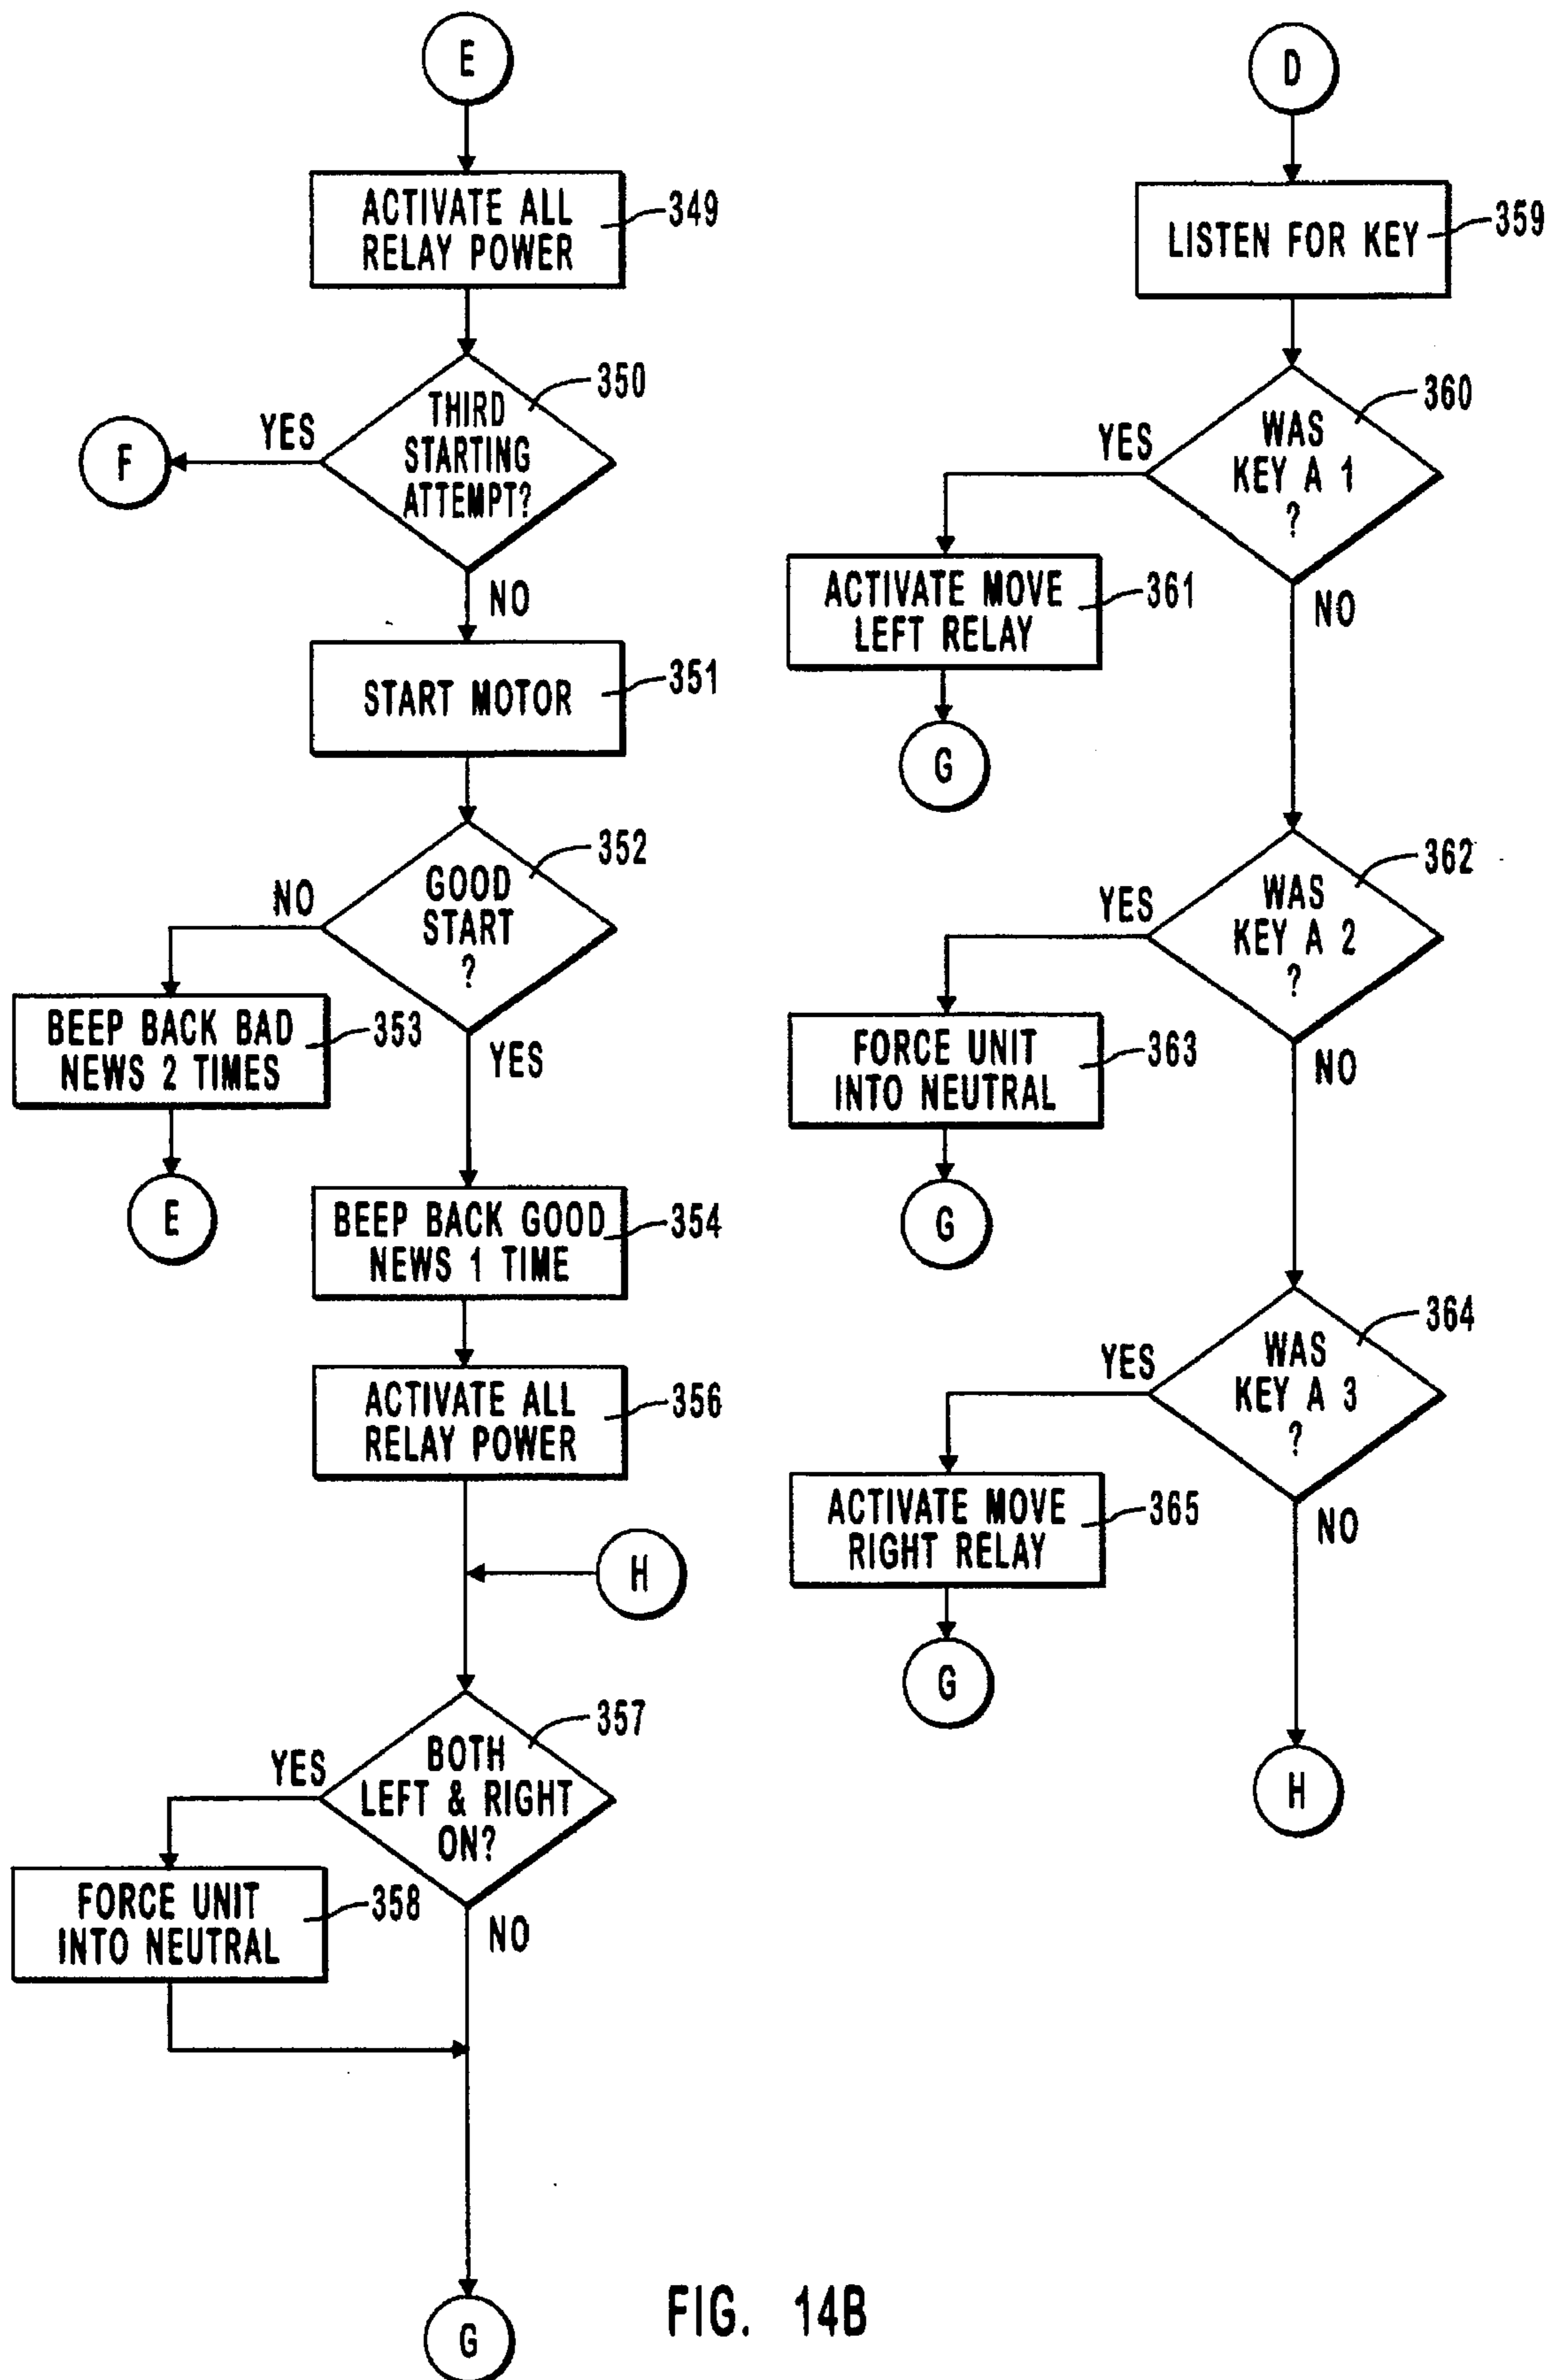 E
ACTIVATE ALL
RELAY POWER
349
THIRD
STARTING
ATTEMPT?
350
YES
F
NO
START MOTOR
351
GOOD
START
?
352
NO
BEEP BACK BAD
NEWS 2 TIMES
353
E
YES
BEEP BACK GOOD
NEWS 1 TIME
354
ACTIVATE ALL
RELAY POWER
356
H
BOTH
LEFT & RIGHT
ON?
357
YES
FORCE UNIT
INTO NEUTRAL
358
NO
G
D
LISTEN FOR KEY
359
WAS
KEY A 1
?
360
YES
ACTIVATE MOVE
LEFT RELAY
361
G
NO
WAS
KEY A 2
?
362
YES
FORCE UNIT
INTO NEUTRAL
363
G
NO
WAS
KEY A 3
?
364
YES
ACTIVATE MOVE
RIGHT RELAY
365
G
NO
H
FIG. 14B